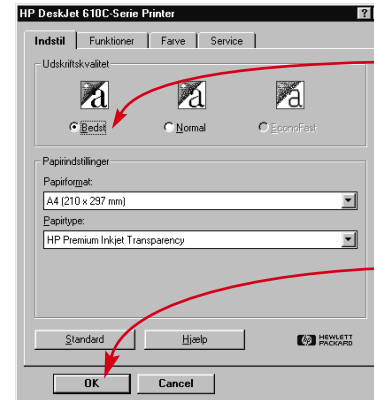 HP DeskJet 610C-Serie Printer
Indstil Funktioner Farve Service
Udskriftskvalitet
a a a
Bedst Normal EconoFast
Papirindstillinger
Papirformat:
A4 (210 x 297 mm)
Papirtype:
HP Premium Inkjet Transparency
Standard Hjælp hp HEWLETT
PACKARD
OK Cancel